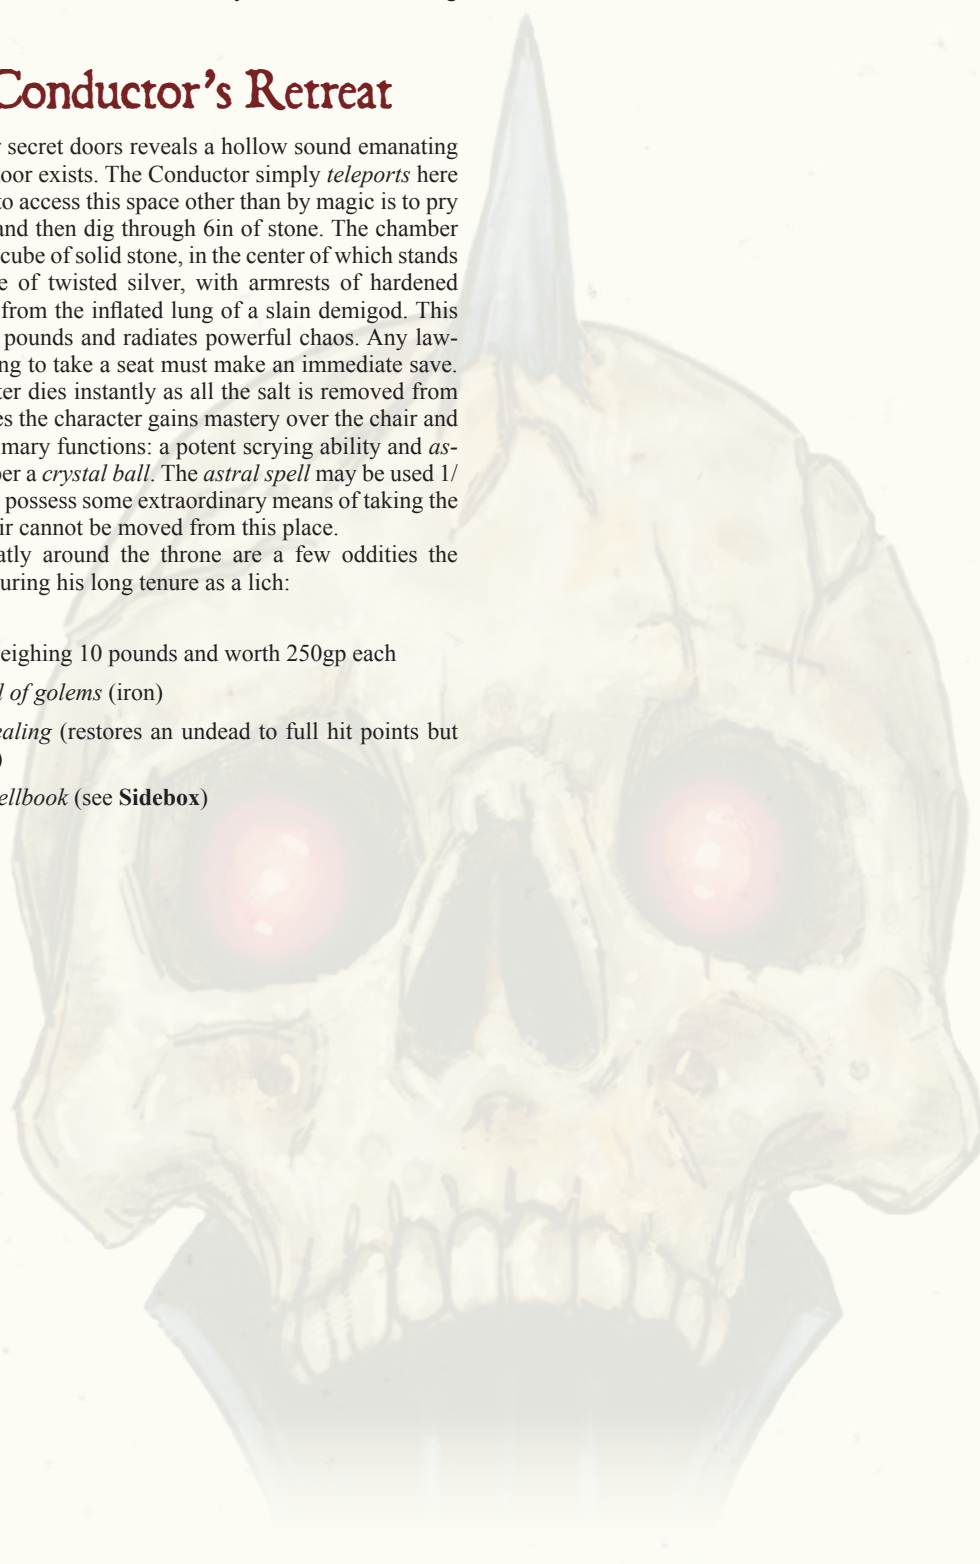 Conductor's Retreat
secret doors reveals a hollow sound emanating
oor exists. The Conductor simply teleports here
to access this space other than by magic is to pry
and then dig through 6in of stone. The chamber
cube of solid stone, in the center of which stands
e of twisted silver, with armrests of hardened
from the inflated lung of a slain demigod. This
pounds and radiates powerful chaos. Any law-
ng to take a seat must make an immediate save.
ter dies instantly as all the salt is removed from
es the character gains mastery over the chair and
imary functions: a potent scrying ability and as-
per a crystal ball. The astral spell may be used 1/
possess some extraordinary means of taking the
ir cannot be moved from this place.
atly around the throne are a few oddities the
uring his long tenure as a lich:
eighing 10 pounds and worth 250gp each
l of golems (iron)
ealing (restores an undead to full hit points but
)
ellbook (see Sidebox)